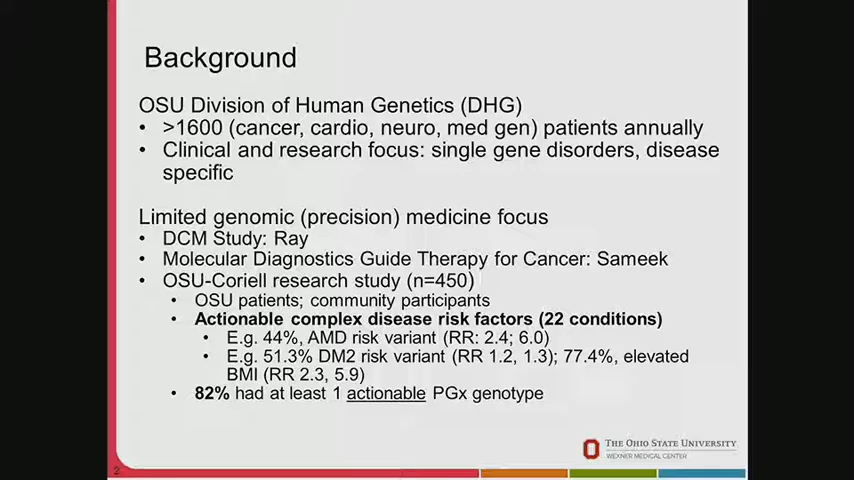 Background
OSU Division of Human Genetics (DHG)
• >1600 (cancer, cardio, neuro, med gen) patients annually
• Clinical and research focus: single gene disorders, disease
specific
Limited genomic (precision) medicine focus
• DCM Study: Ray
• Molecular Diagnostics Guide Therapy for Cancer: Sameek
• OSU-Coriell research study (n=450)
• OSU patients; community participants
• Actionable complex disease risk factors (22 conditions)
• E.g. 44%, AMD risk variant (RR: 2.4; 6.0)
• E.g. 51.3% DM2 risk variant (RR 1.2, 1.3); 77.4%, elevated
BMI (RR 2.3, 5.9)
• 82% had at least 1 actionable PGx genotype
THE OHIO STATE UNIVERSITY
WEXNER MEDICAL CENTER
2